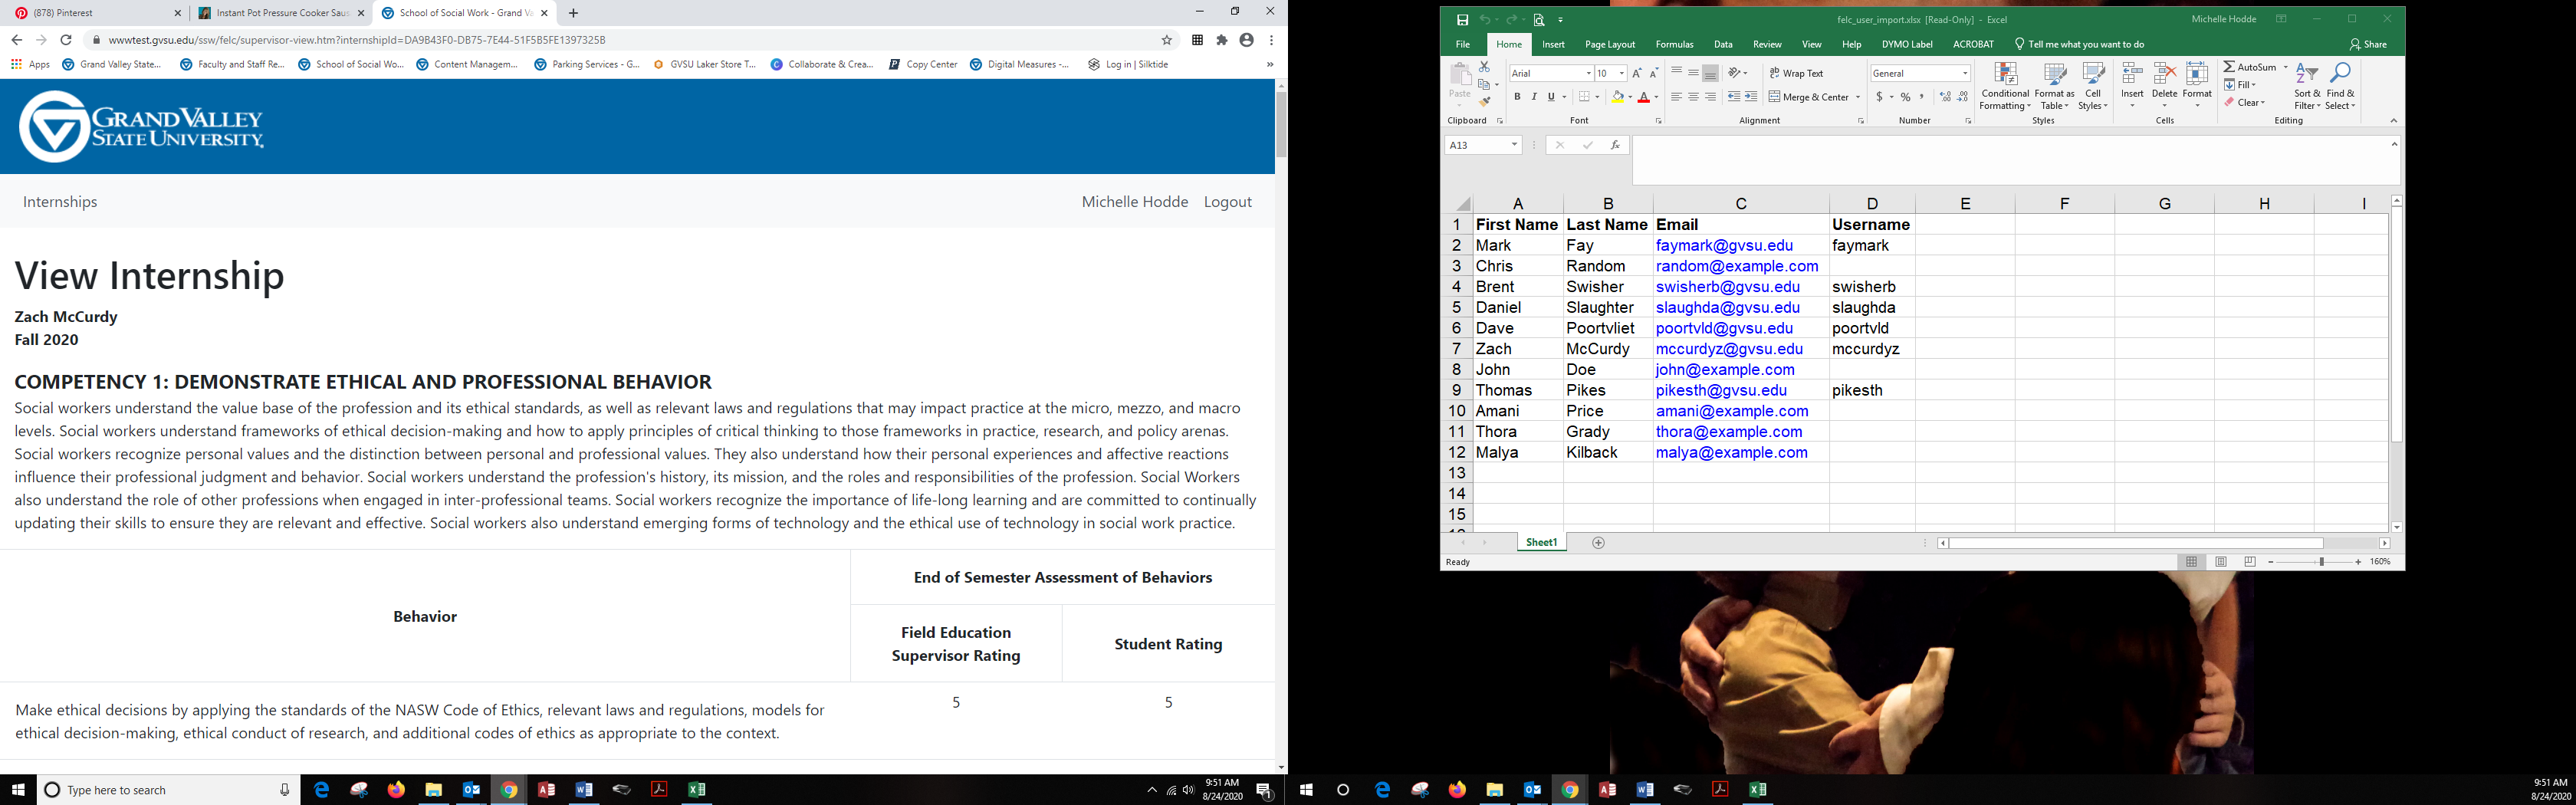 (878) Pinterest
Instant Pot Pressure Cooker Saus
School of Social Work - Grand Va
wwwtest.gvsu.edu/ssw/felc/supervisor-view.htm?internshipId=DA9B43F0-DB75-7E44-51F5B5FE1397325B
Apps Grand Valley State... Faculty and Staff Re... School of Social Wo... Content Managem... Parking Services - G... GVSU Laker Store T... Collaborate & Crea... Copy Center Digital Measures -... Log in | Silktide »
GRAND VALLEY
STATE UNIVERSITY.
Internships Michelle Hodde Logout
View Internship
Zach McCurdy
Fall 2020
COMPETENCY 1: DEMONSTRATE ETHICAL AND PROFESSIONAL BEHAVIOR
Social workers understand the value base of the profession and its ethical standards, as well as relevant laws and regulations that may impact practice at the micro, mezzo, and macro
levels. Social workers understand frameworks of ethical decision-making and how to apply principles of critical thinking to those frameworks in practice, research, and policy arenas.
Social workers recognize personal values and the distinction between personal and professional values. They also understand how their personal experiences and affective reactions
influence their professional judgment and behavior. Social workers understand the profession's history, its mission, and the roles and responsibilities of the profession. Social Workers
also understand the role of other professions when engaged in inter-professional teams. Social workers recognize the importance of life-long learning and are committed to continually
updating their skills to ensure they are relevant and effective. Social workers also understand emerging forms of technology and the ethical use of technology in social work practice.
End of Semester Assessment of Behaviors
Behavior
Field Education
Supervisor Rating
Student Rating
Make ethical decisions by applying the standards of the NASW Code of Ethics, relevant laws and regulations, models for
ethical decision-making, ethical conduct of research, and additional codes of ethics as appropriate to the context.
5 5
Type here to search
9:51 AM
8/24/2020
felc_user_import.xlsx [Read-Only] - Excel
Michelle Hodde
File Home Insert Page Layout Formulas Data Review View Help DYMO Label ACROBAT Tell me what you want to do Share
Paste
Clipboard
Arial 10
B I U
Font
Wrap Text
Merge & Center
Alignment
General
$ % ,
Number
Conditional Formatting
Format as Table
Cell Styles
Styles
Insert Delete Format
Cells
AutoSum
Fill
Clear
Sort & Filter
Find & Select
Editing
A13 fx
A B C D E F G H I
1 First Name Last Name Email Username
2 Mark Fay faymark@gvsu.edu faymark
3 Chris Random random@example.com
4 Brent Swisher swisherb@gvsu.edu swisherb
5 Daniel Slaughter slaughda@gvsu.edu slaughda
6 Dave Poortvliet poortvld@gvsu.edu poortvld
7 Zach McCurdy mccurdyz@gvsu.edu mccurdyz
8 John Doe john@example.com
9 Thomas Pikes pikesth@gvsu.edu pikesth
10 Amani Price amani@example.com
11 Thora Grady thora@example.com
12 Malya Kilback malya@example.com
13
14
15
Sheet1
Ready 160%
9:51 AM
8/24/2020